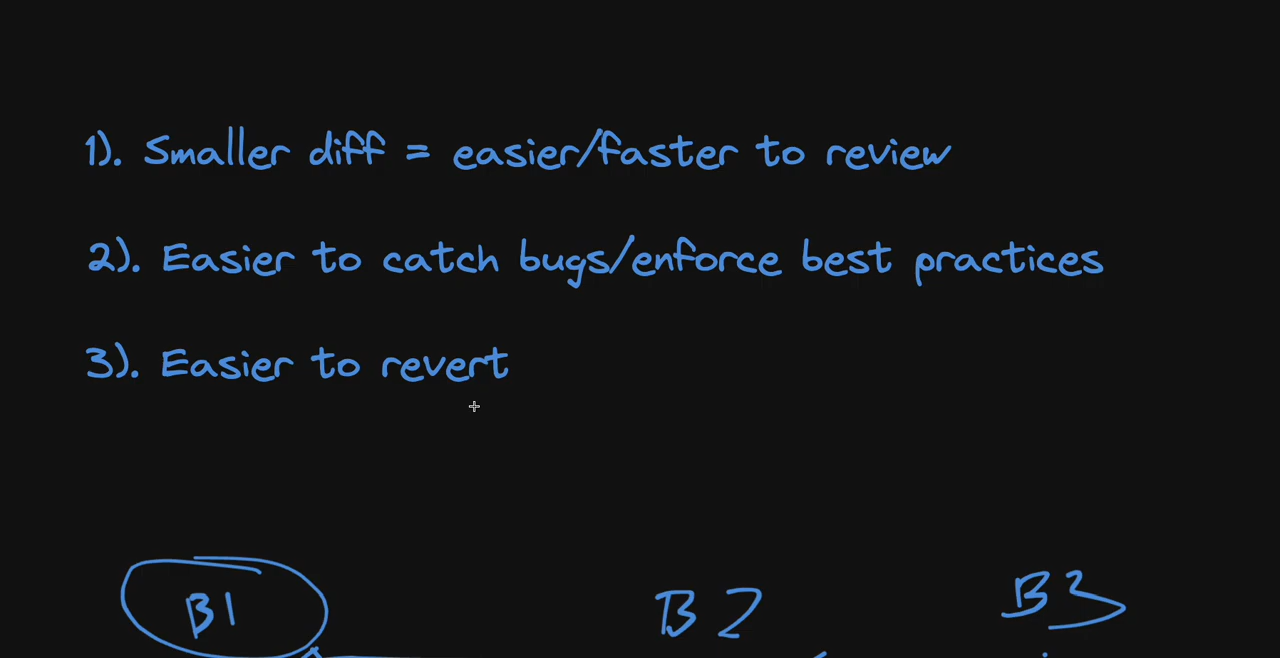 1). Smaller diff = easier/faster to review
2). Easier to catch bugs/enforce best practices
3). Easier to revert
B1 B2 B3